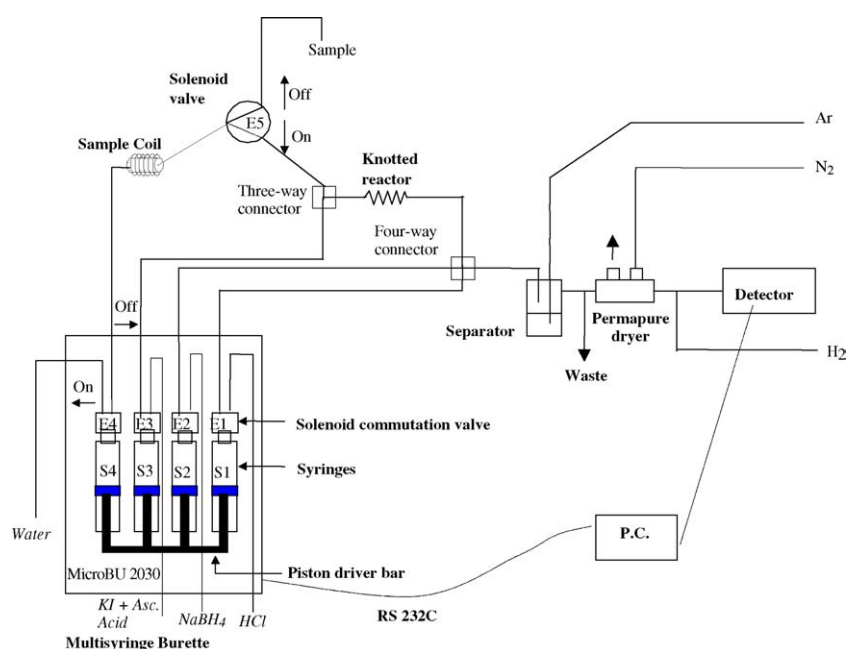 Sample
Solenoid
valve
Off
E5
On
Sample Coil
Ar
Knotted
reactor
N2
Three-way
connector
Four-way
connector
Off
Detector
Separator
Permapure
dryer
H2
Waste
On
E4 E3 E2 E1
Solenoid commutation valve
S4 S3 S2 S1
Syringes
Water
P.C.
MicroBU 2030
Piston driver bar
KI + Asc.
Acid
NaBH4
HCl
RS 232C
Multisyringe Burette